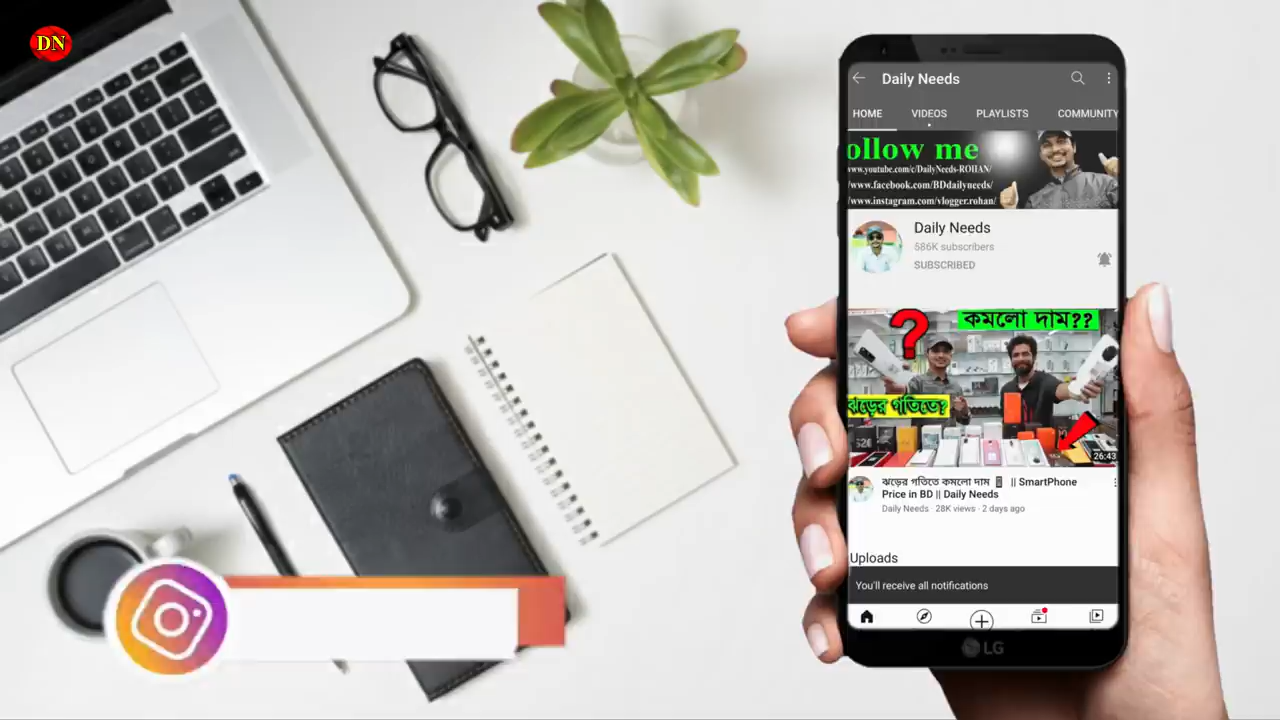 DN
Daily Needs
HOME VIDEOS PLAYLISTS COMMUNITY
ollow me
www.youtube.com/c/DailyNeeds-ROHAN/
www.facebook.com/BDdailyneeds/
www.instagram.com/vlogger.rohan/
Daily Needs
586K subscribers
SUBSCRIBED
?
কমলো দাম??
ঝড়ের গতিতে?
26:43
ঝড়ের গতিতে কমলো দাম 📱 || SmartPhone
Price in BD || Daily Needs
Daily Needs · 28K views · 2 days ago
Uploads
You'll receive all notifications
LG